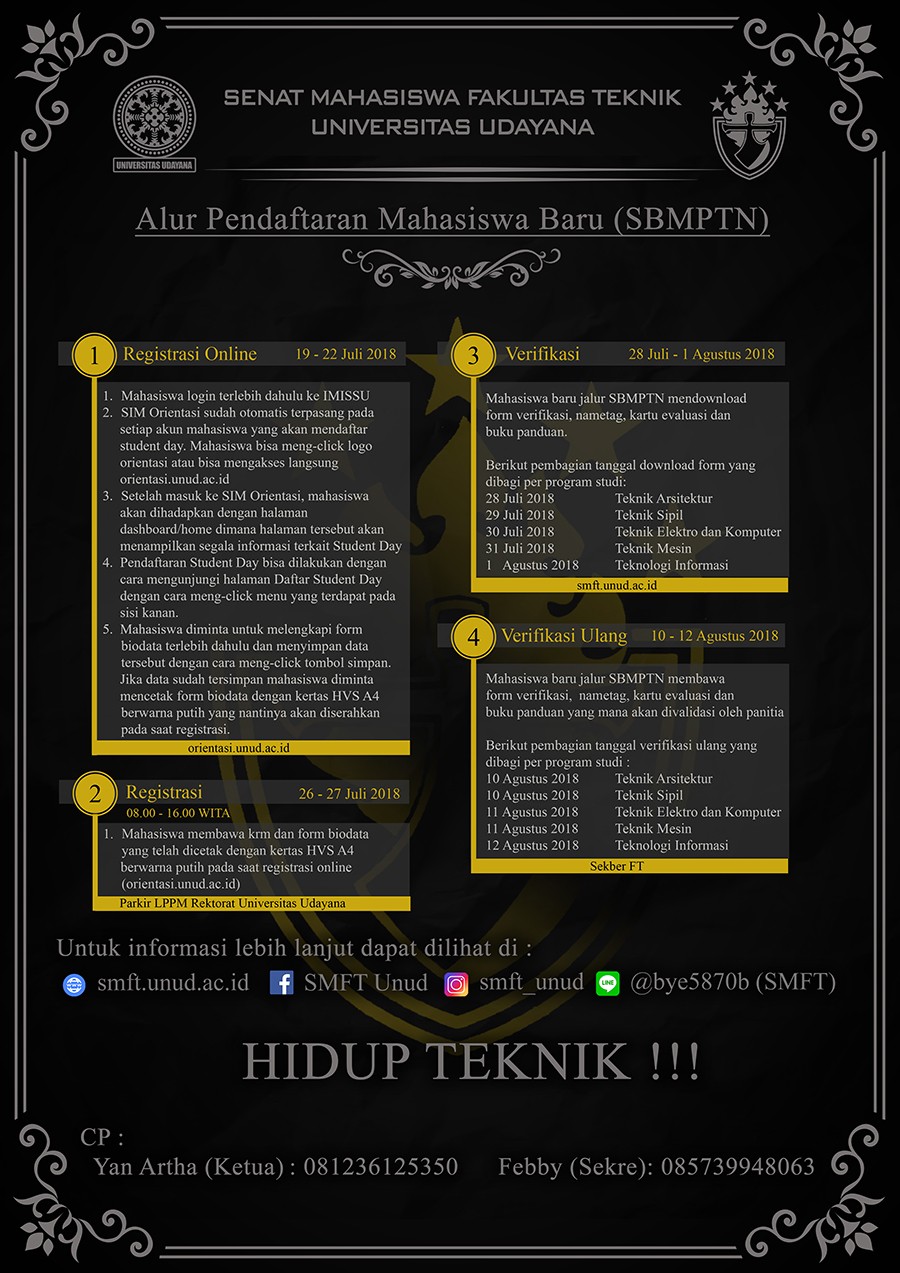 SENAT MAHASISWA FAKULTAS TEKNIK
UNIVERSITAS UDAYANA
UNIVERSITAS UDAYANA
Alur Pendaftaran Mahasiswa Baru (SBMPTN)
1 Registrasi Online 19 - 22 Juli 2018
1. Mahasiswa login terlebih dahulu ke IMISSU
2. SIM Orientasi sudah otomatis terpasang pada
setiap akun mahasiswa yang akan mendaftar
student day. Mahasiswa bisa meng-click logo
orientasi atau bisa mengakses langsung
orientasi.unud.ac.id
3. Setelah masuk ke SIM Orientasi, mahasiswa
akan dihadapkan dengan halaman
dashboard/home dimana halaman tersebut akan
menampilkan segala informasi terkait Student Day
4. Pendaftaran Student Day bisa dilakukan dengan
cara mengunjungi halaman Daftar Student Day
dengan cara meng-click menu yang terdapat pada
sisi kanan.
5. Mahasiswa diminta untuk melengkapi form
biodata terlebih dahulu dan menyimpan data
tersebut dengan cara meng-click tombol simpan.
Jika data sudah tersimpan mahasiswa diminta
mencetak form biodata dengan kertas HVS A4
berwarna putih yang nantinya akan diserahkan
pada saat registrasi.
orientasi.unud.ac.id
2 Registrasi 26 - 27 Juli 2018
08.00 - 16.00 WITA
1. Mahasiswa membawa krm dan form biodata
yang telah dicetak dengan kertas HVS A4
berwarna putih pada saat registrasi online
(orientasi.unud.ac.id)
Parkir LPPM Rektorat Universitas Udayana
3 Verifikasi 28 Juli - 1 Agustus 2018
Mahasiswa baru jalur SBMPTN mendownload
form verifikasi, nametag, kartu evaluasi dan
buku panduan.
Berikut pembagian tanggal download form yang
dibagi per program studi:
28 Juli 2018 Teknik Arsitektur
29 Juli 2018 Teknik Sipil
30 Juli 2018 Teknik Elektro dan Komputer
31 Juli 2018 Teknik Mesin
1 Agustus 2018 Teknologi Informasi
smft.unud.ac.id
4 Verifikasi Ulang 10 - 12 Agustus 2018
Mahasiswa baru jalur SBMPTN membawa
form verifikasi, nametag, kartu evaluasi dan
buku panduan yang mana akan divalidasi oleh panitia
Berikut pembagian tanggal verifikasi ulang yang
dibagi per program studi :
10 Agustus 2018 Teknik Arsitektur
10 Agustus 2018 Teknik Sipil
11 Agustus 2018 Teknik Elektro dan Komputer
11 Agustus 2018 Teknik Mesin
12 Agustus 2018 Teknologi Informasi
Sekber FT
Untuk informasi lebih lanjut dapat dilihat di :
smft.unud.ac.id SMFT Unud smft_unud LINE @bye5870b (SMFT)
HIDUP TEKNIK !!!
CP :
Yan Artha (Ketua) : 081236125350 Febby (Sekre): 085739948063